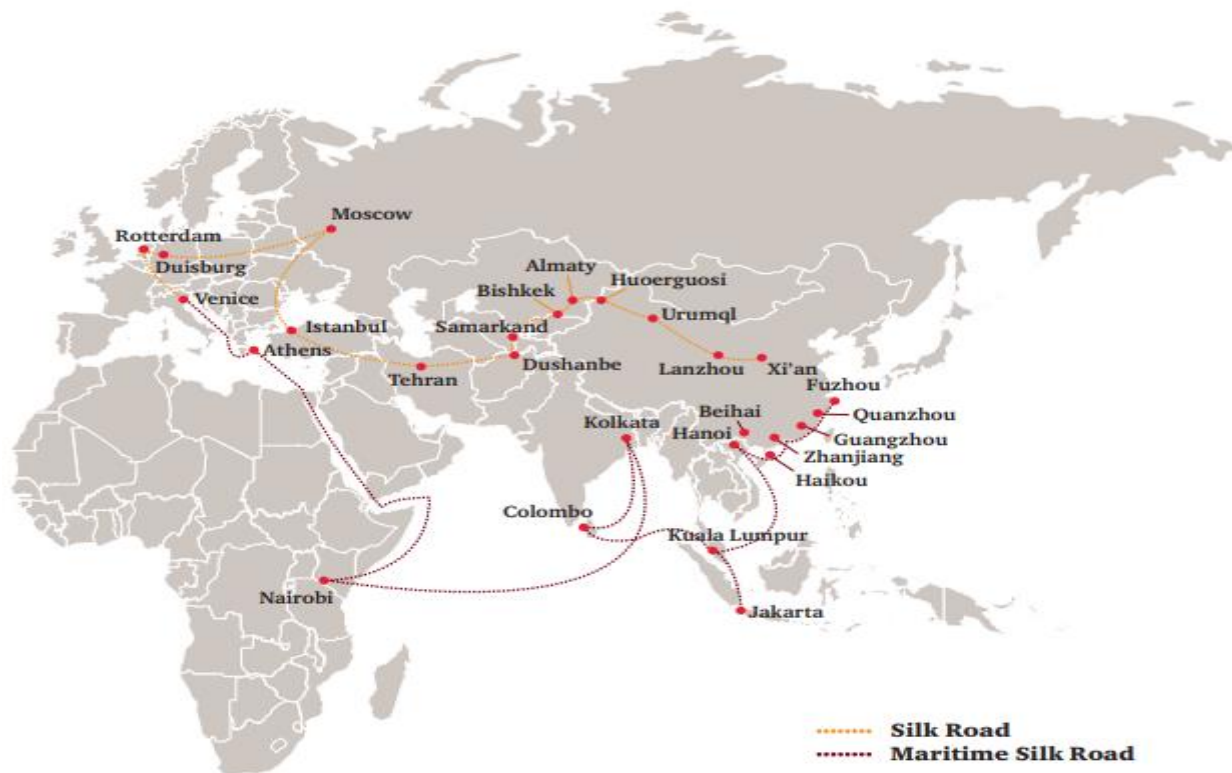 Moscow
Rotterdam
Duisburg
Venice
Almaty
Huoerguosi
Bishkek
Urumql
Istanbul
Samarkand
Athens
Tehran
Dushanbe
Lanzhou
Xi'an
Fuzhou
Beihai
Quanzhou
Kolkata
Hanoi
Guangzhou
Zhanjiang
Haikou
Colombo
Kuala Lumpur
Nairobi
Jakarta
Silk Road
Maritime Silk Road